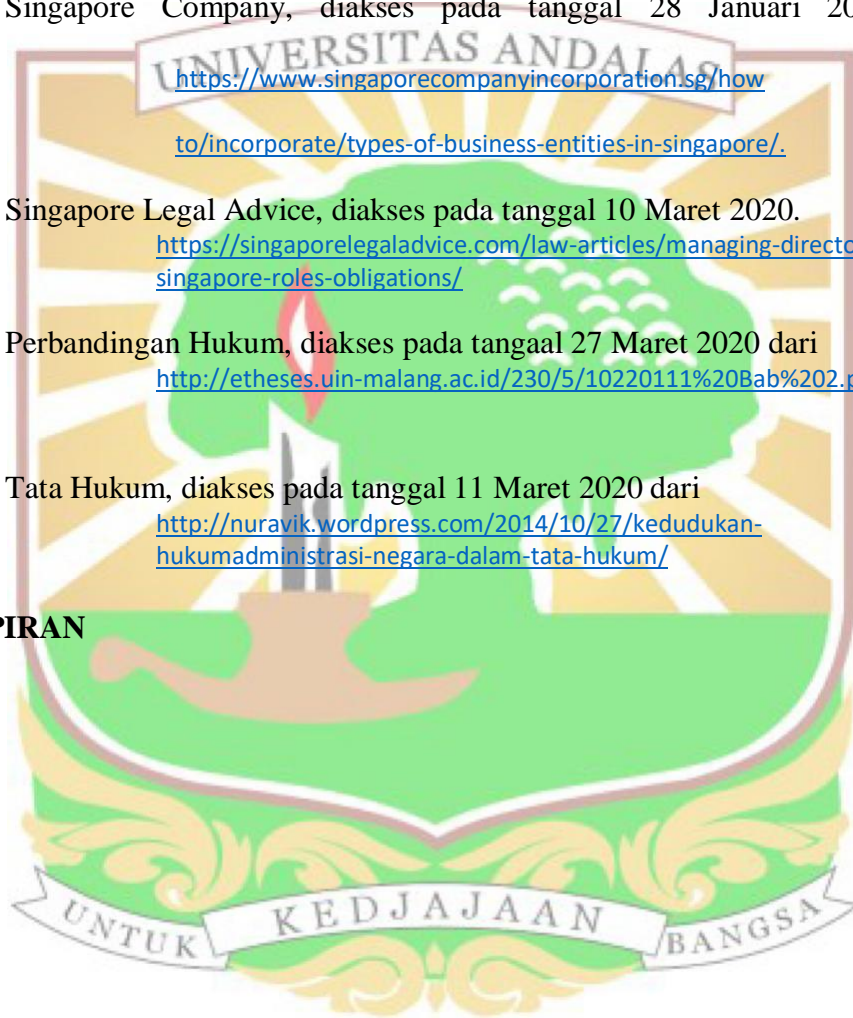 Singapore Company, diakses pada tanggal 28 Januari 20
UNIVERSITAS ANDALAS
https://www.singaporecompanyincorporation.sg/how
to/incorporate/types-of-business-entities-in-singapore/.
Singapore Legal Advice, diakses pada tanggal 10 Maret 2020.
https://singaporelegaladvice.com/law-articles/managing-directo
singapore-roles-obligations/
Perbandingan Hukum, diakses pada tangaal 27 Maret 2020 dari
http://etheses.uin-malang.ac.id/230/5/10220111%20Bab%202.p
Tata Hukum, diakses pada tanggal 11 Maret 2020 dari
http://nuravik.wordpress.com/2014/10/27/kedudukan-
hukumadministrasi-negara-dalam-tata-hukum/
PIRAN
UNTUK KEDJAJAAN BANGSA